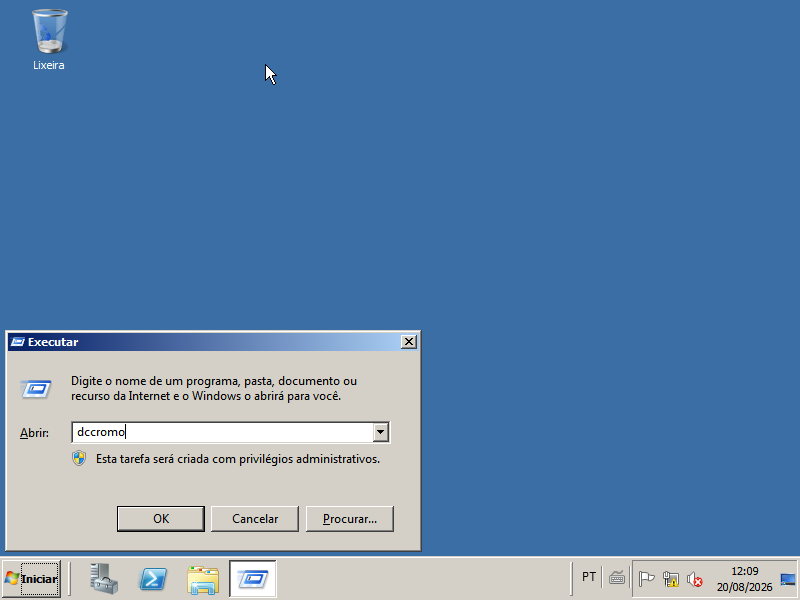 Lixeira
Executar
Digite o nome de um programa, pasta, documento ou
recurso da Internet e o Windows o abrirá para você.
Abrir:
dccromo
Esta tarefa será criada com privilégios administrativos.
OK
Cancelar
Procurar...
Iniciar
PT
12:09
20/08/2026